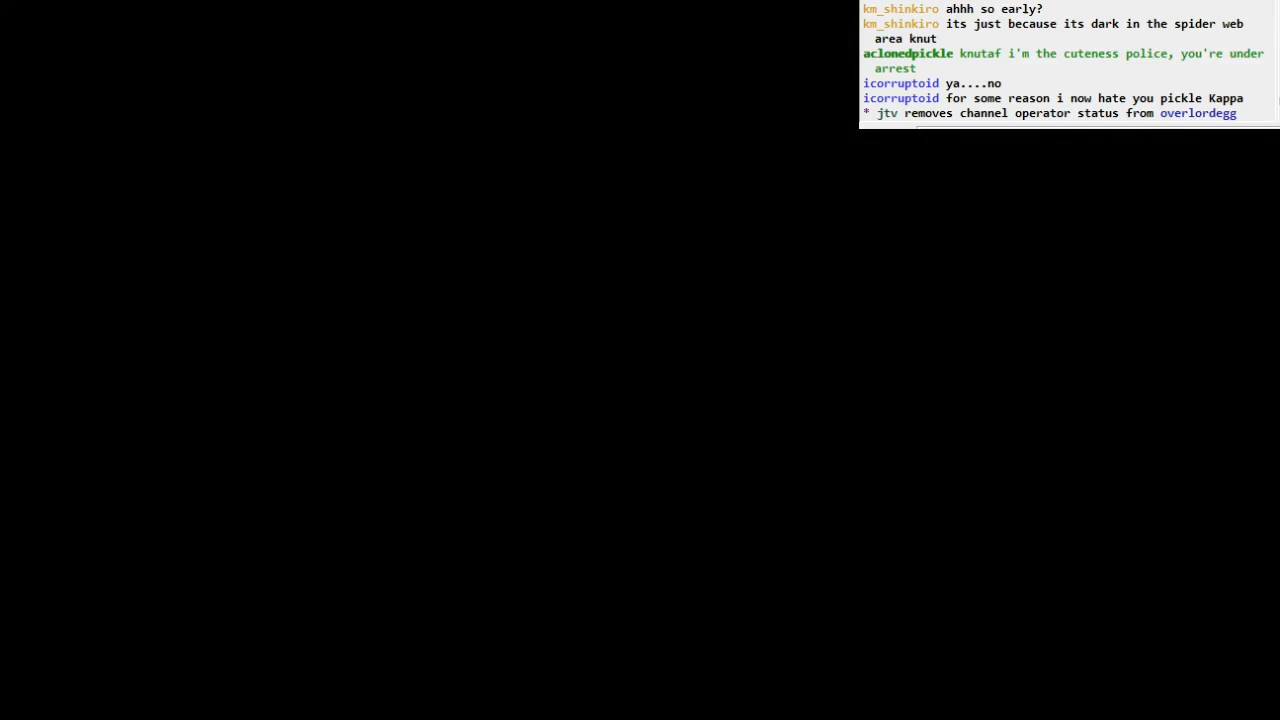 km_shinkiro ahhh so early?
km_shinkiro its just because its dark in the spider web
area knut
aclonedpickle knutaf i'm the cuteness police, you're under
arrest
icorruptoid ya....no
icorruptoid for some reason i now hate you pickle Kappa
* jtv removes channel operator status from overlordegg